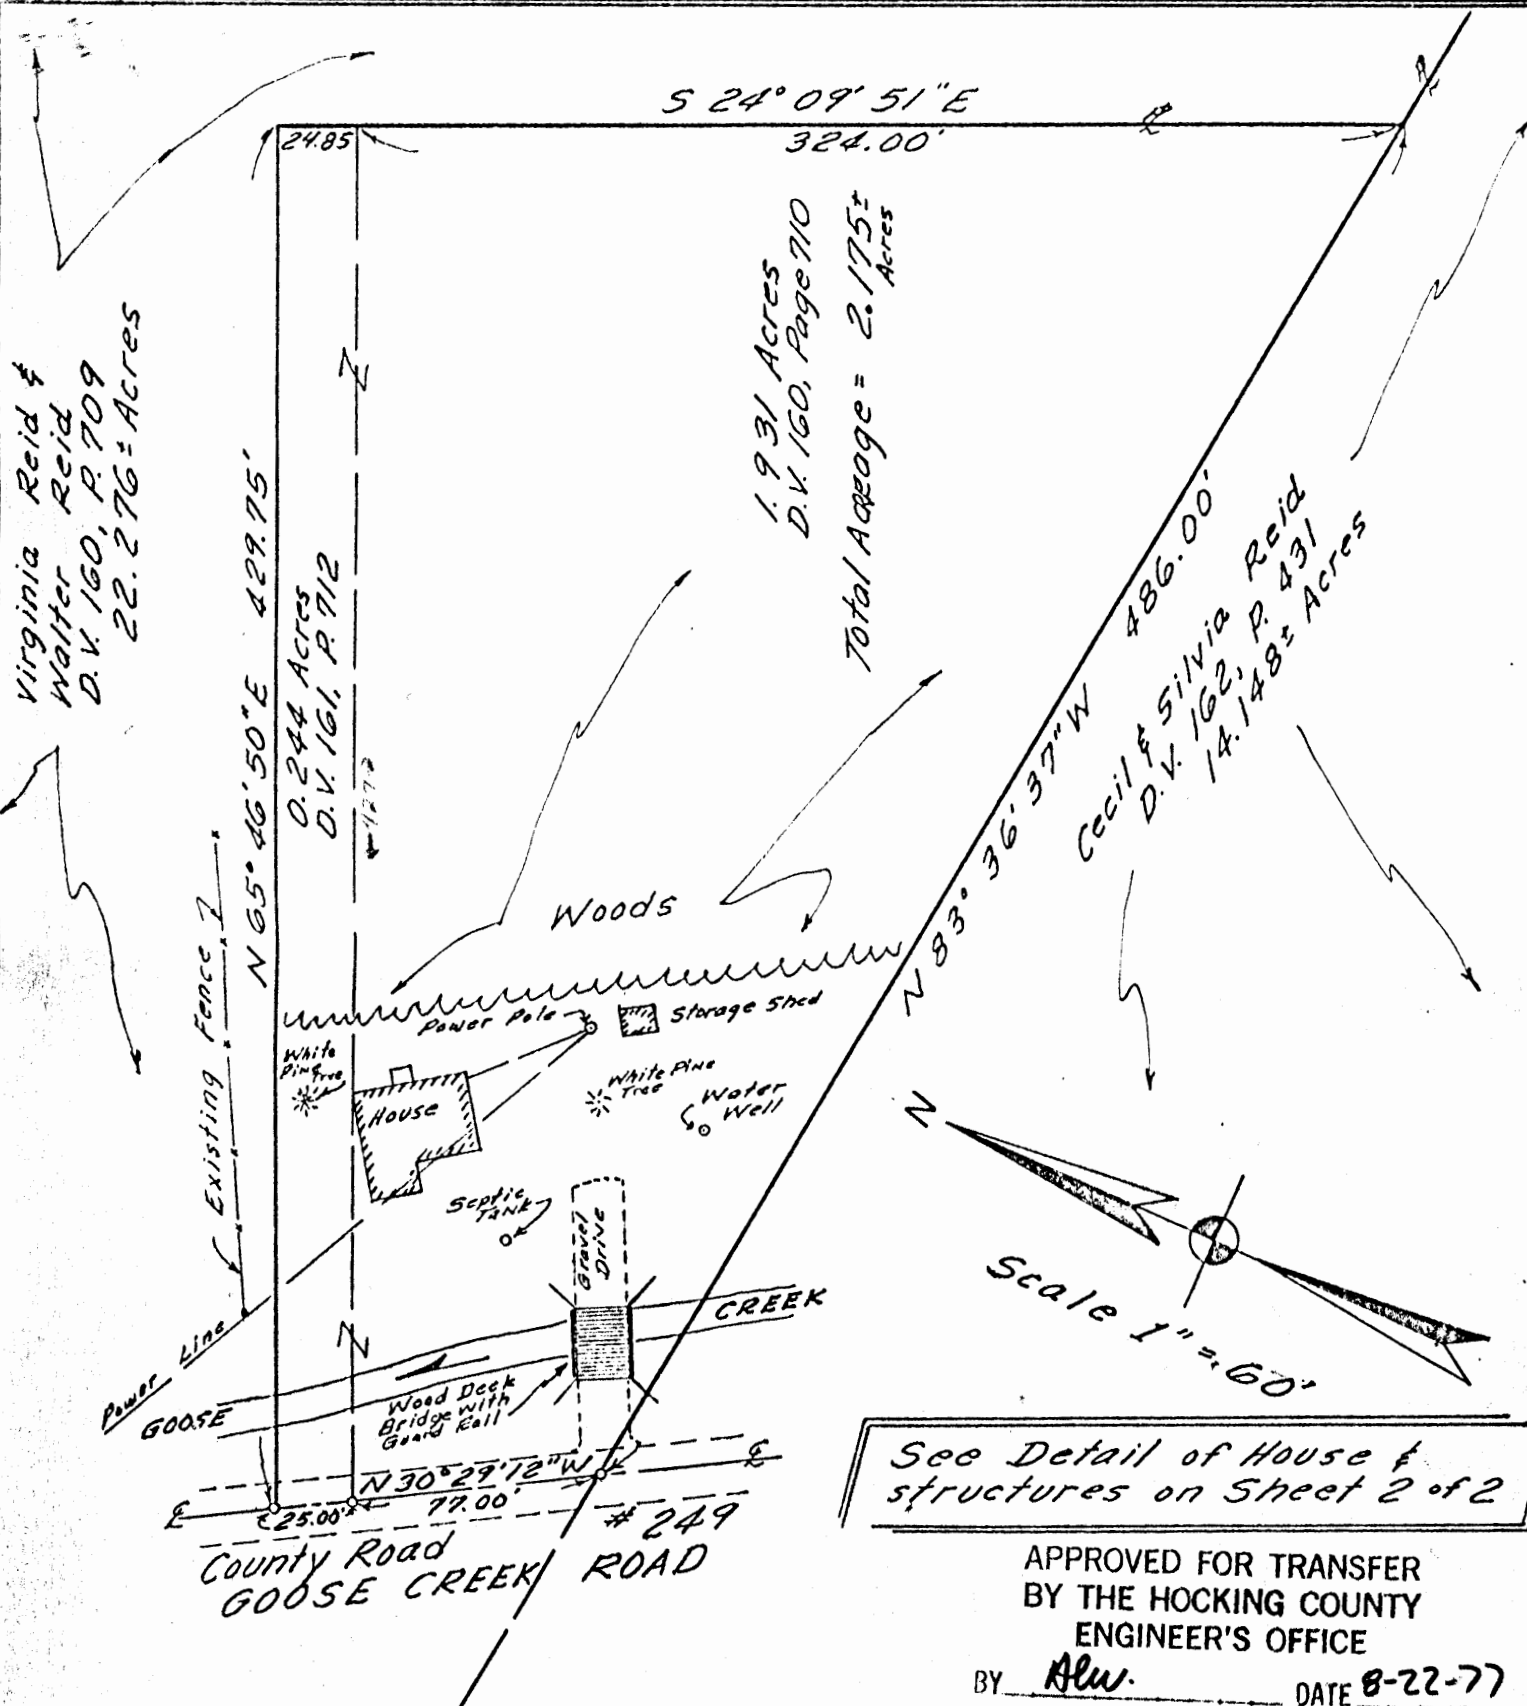 S 24° 09' 51" E
24.85
324.00'
Virginia Reid &
Walter Reid
D.V. 160, P. 709
22.276± Acres
N 65° 46' 50" E 429.75'
0.244 Acres
D.V. 161, P. 712
1.931 Acres
D.V. 160, Page 710
Total Acreage = 2.175±
Acres
N 83° 36' 37" W 486.00'
Cecil & Silvia Reid
D.V. 162, P. 431
14.148± Acres
Existing Fence
Woods
Power Pole
Storage Shed
White
Pine
Tree
House
White Pine
Tree
Water
Well
Septic
TANK
Gravel
Drive
N
Scale 1" = 60'
CREEK
Power Line
GOOSE
Wood Deck
Bridge with
Guard Rail
N 30° 29' 12" W
25.00'
77.00'
County Road # 249
GOOSE CREEK ROAD
See Detail of House &
structures on Sheet 2 of 2
APPROVED FOR TRANSFER
BY THE HOCKING COUNTY
ENGINEER'S OFFICE
BY DATE 8-22-77